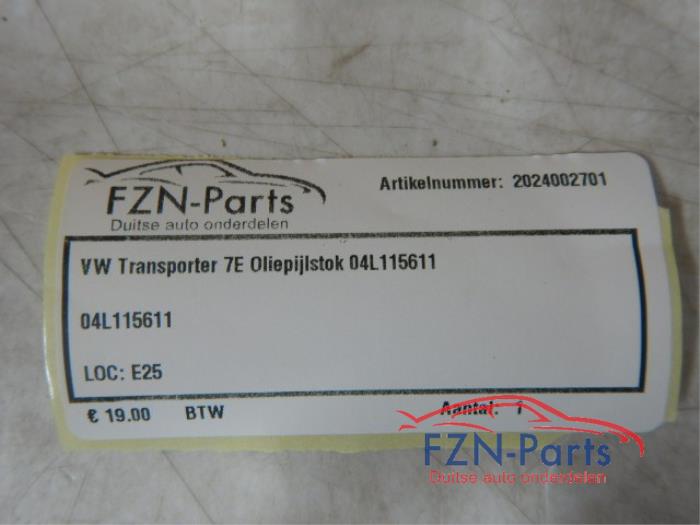 FZN-Parts
Duitse auto onderdelen
Artikelnummer: 2024002701
VW Transporter 7E Oliepijlstok 04L115611
04L115611
LOC: E25
€ 19.00 BTW Aantal: 1
FZN-Parts
Duitse auto onderdelen